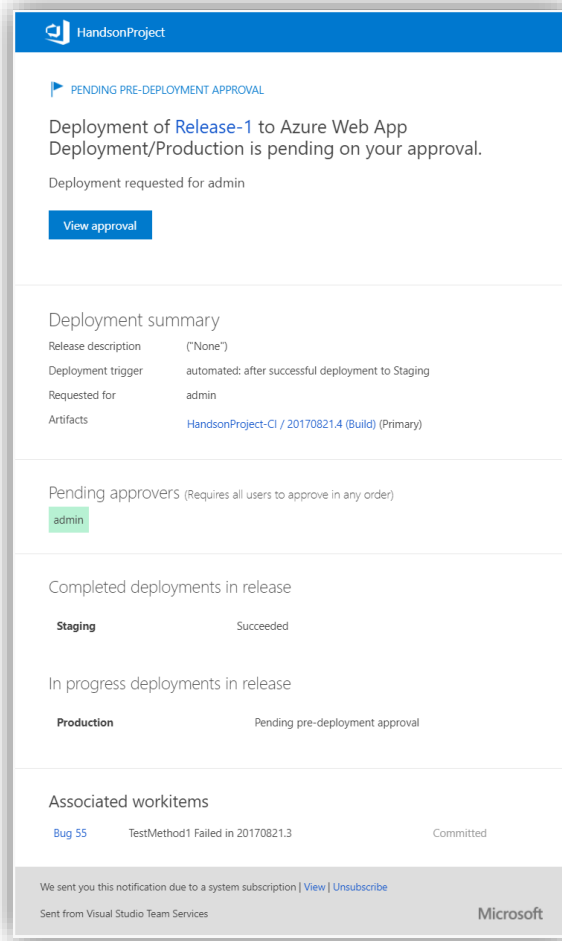 HandsonProject
PENDING PRE-DEPLOYMENT APPROVAL
Deployment of Release-1 to Azure Web App
Deployment/Production is pending on your approval.
Deployment requested for admin
View approval
Deployment summary
Release description ("None")
Deployment trigger automated: after successful deployment to Staging
Requested for admin
Artifacts HandsonProject-CI / 20170821.4 (Build) (Primary)
Pending approvers (Requires all users to approve in any order)
admin
Completed deployments in release
Staging Succeeded
In progress deployments in release
Production Pending pre-deployment approval
Associated workitems
Bug 55 TestMethod1 Failed in 20170821.3 Committed
We sent you this notification due to a system subscription | View | Unsubscribe
Sent from Visual Studio Team Services Microsoft